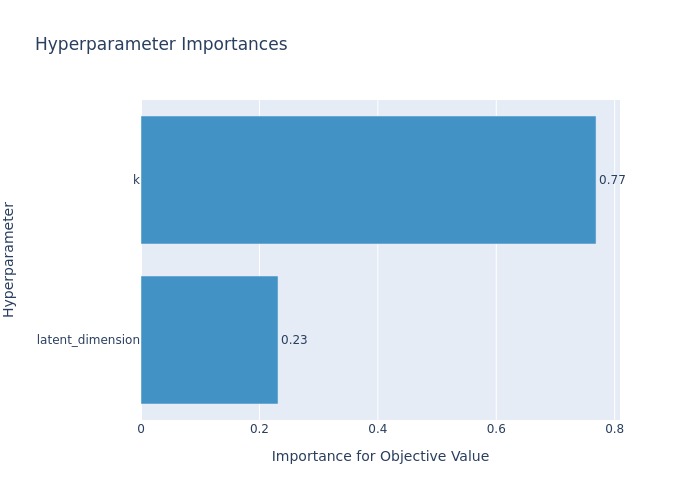 Hyperparameter Importances
Hyperparameter
k
0.77
latent_dimension
0.23
0
0.2
0.4
0.6
0.8
Importance for Objective Value